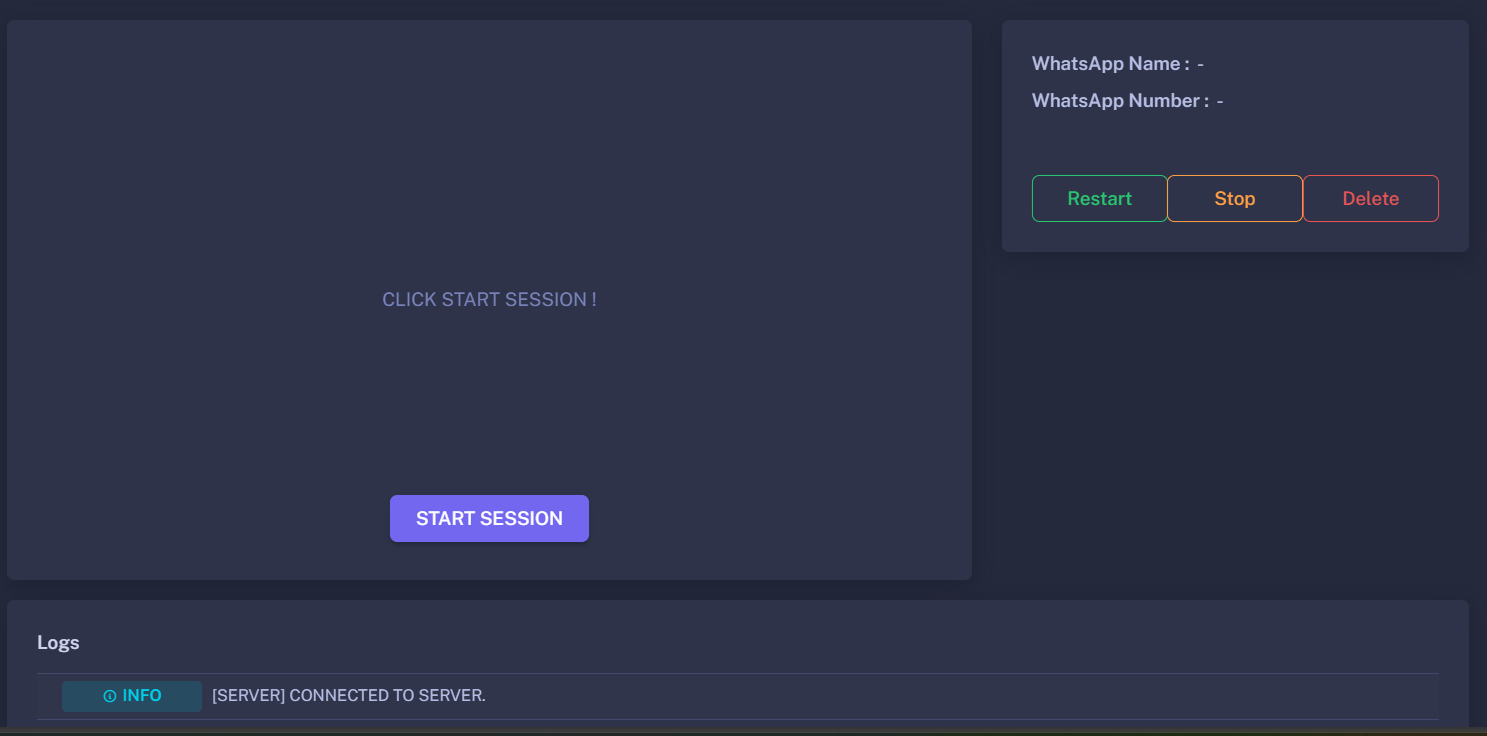 WhatsApp Name : -
WhatsApp Number : -
Restart Stop Delete
CLICK START SESSION !
START SESSION
Logs
INFO [SERVER] CONNECTED TO SERVER.